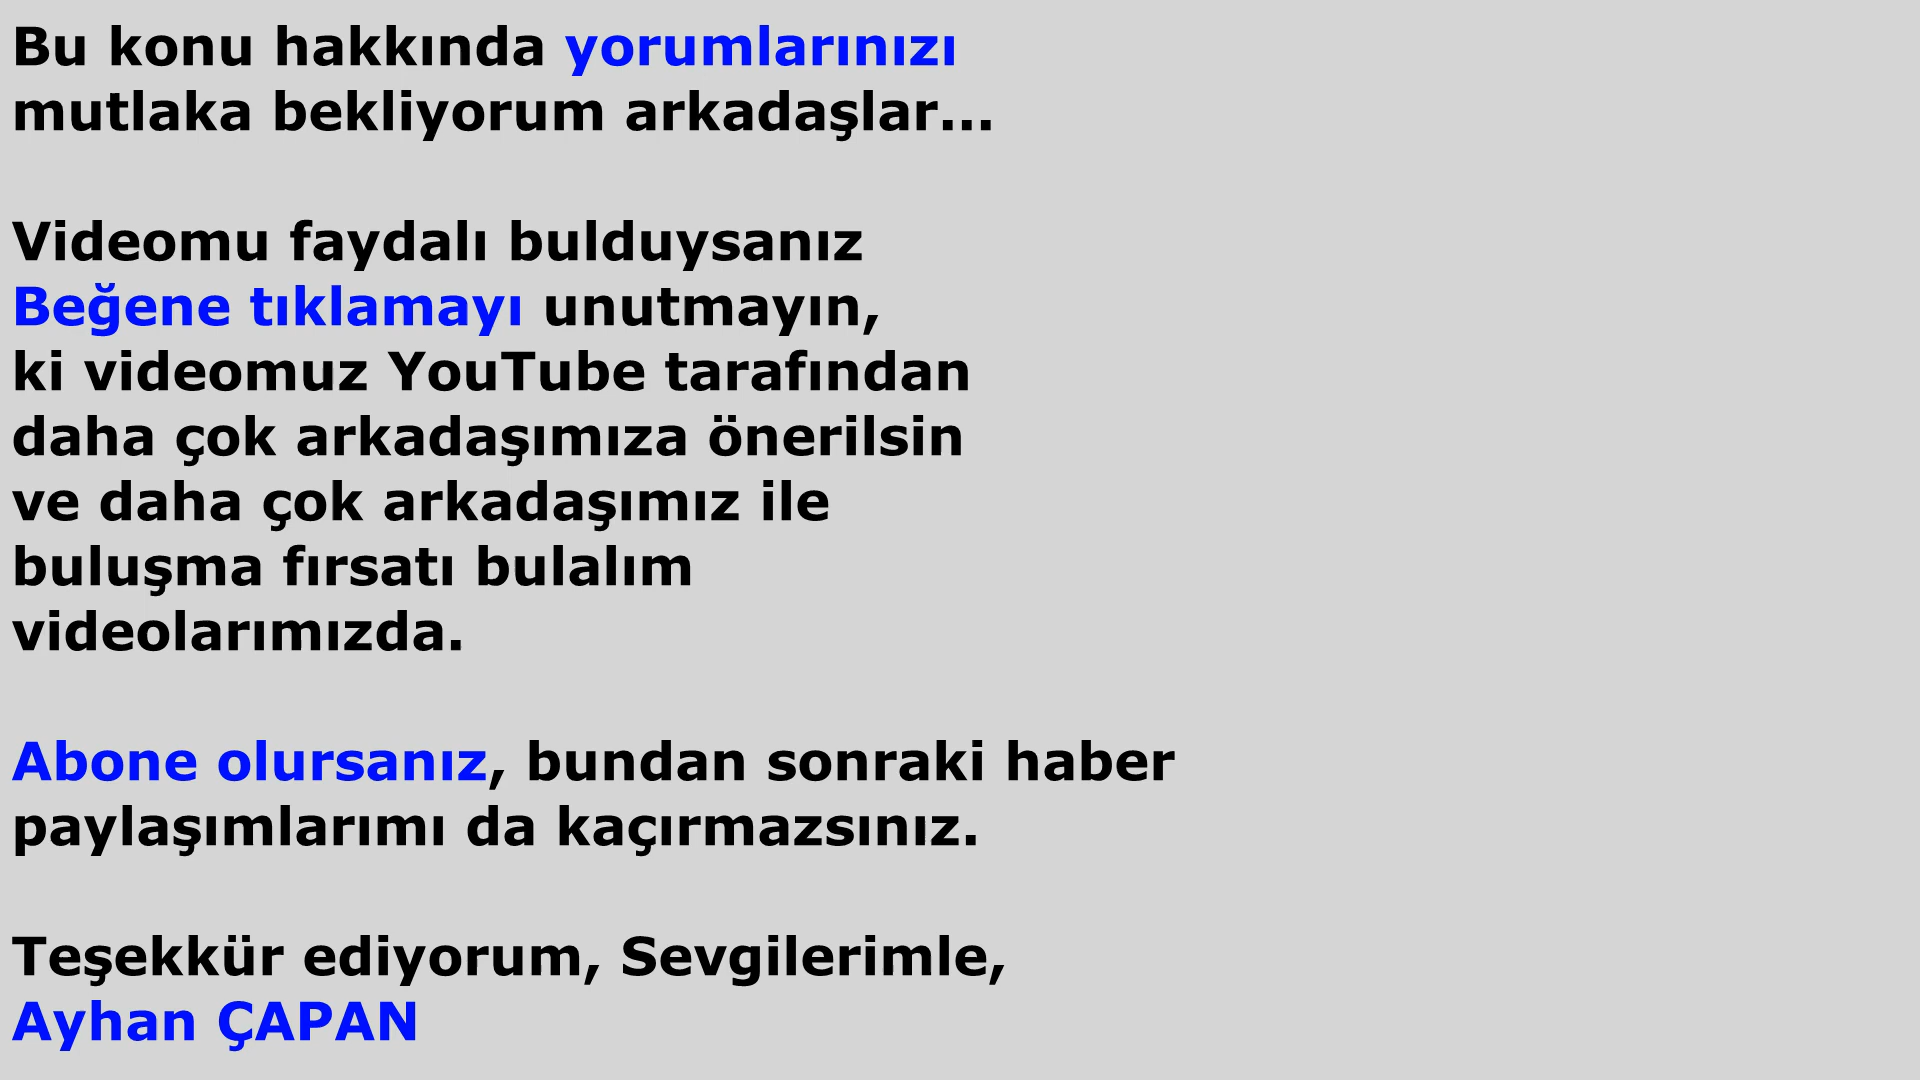 Bu konu hakkında yorumlarınızı
mutlaka bekliyorum arkadaşlar...
Videomu faydalı bulduysanız
Beğene tıklamayı unutmayın,
ki videomuz YouTube tarafından
daha çok arkadaşımıza önerilsin
ve daha çok arkadaşımız ile
buluşma fırsatı bulalım
videolarımızda.
Abone olursanız, bundan sonraki haber
paylaşımlarımı da kaçırmazsınız.
Teşekkür ediyorum, Sevgilerimle,
Ayhan ÇAPAN